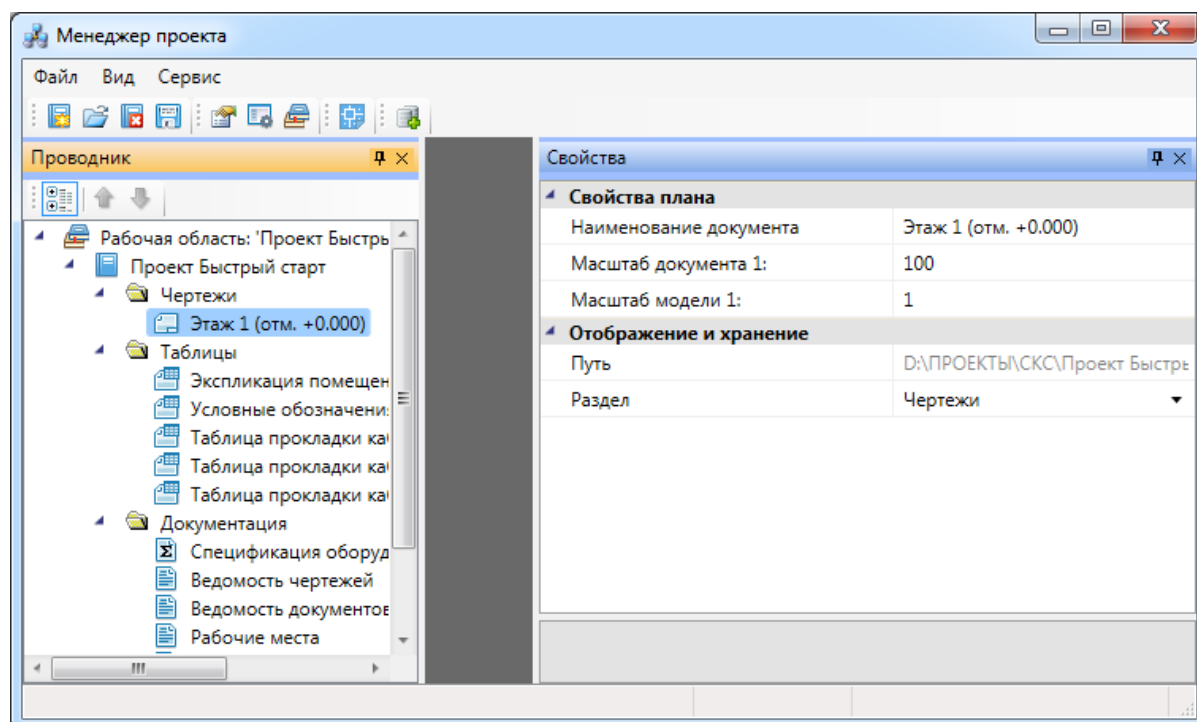 Менеджер проекта
Файл Вид Сервис
Проводник
Рабочая область: 'Проект Быстры
Проект Быстрый старт
Чертежи
Этаж 1 (отм. +0.000)
Таблицы
Экспликация помещен
Условные обозначени
Таблица прокладки ка
Таблица прокладки ка
Таблица прокладки ка
Документация
Спецификация оборуд
Ведомость чертежей
Ведомость документов
Рабочие места
Свойства
Свойства плана
Наименование документа Этаж 1 (отм. +0.000)
Масштаб документа 1: 100
Масштаб модели 1: 1
Отображение и хранение
Путь D:\ПРОЕКТЫ\СКС\Проект Быстры
Раздел Чертежи